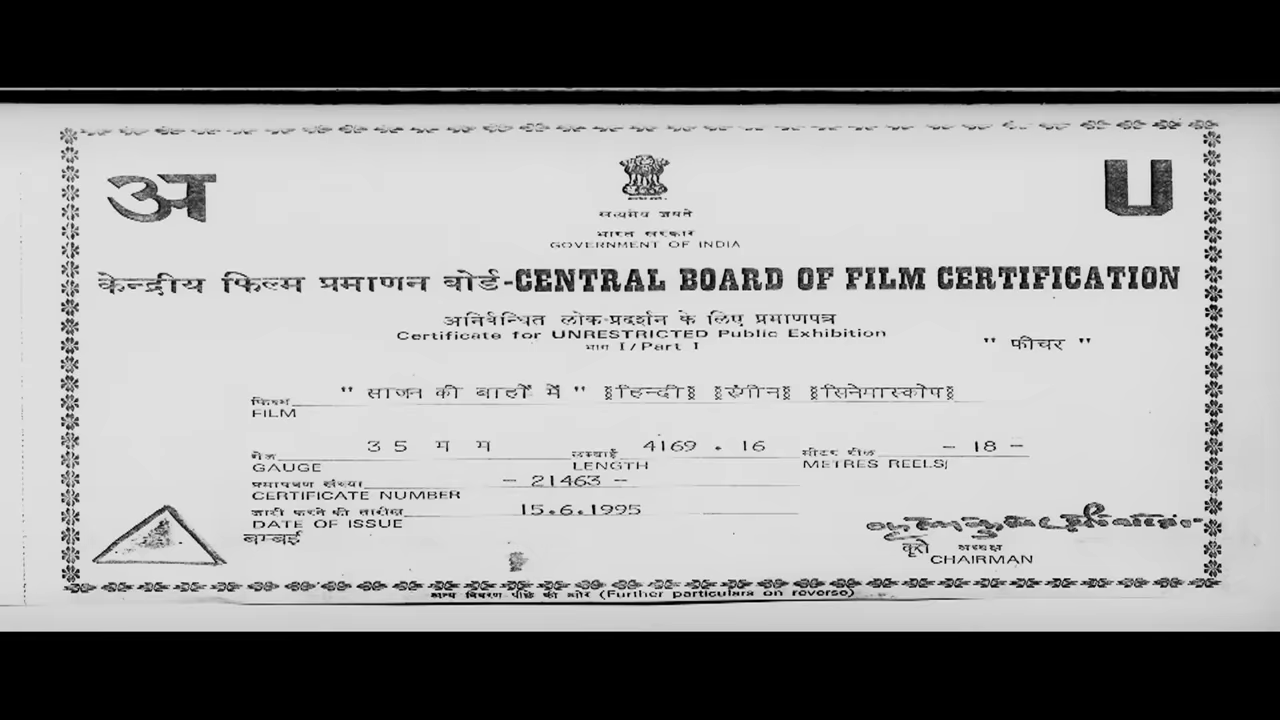 अ
U
सत्यमेव जयते
भारत सरकार
GOVERNMENT OF INDIA
केन्द्रीय फिल्म प्रमाणन बोर्ड-CENTRAL BOARD OF FILM CERTIFICATION
अनिर्बन्धित लोक-प्रदर्शन के लिए प्रमाणपत्र
Certificate for UNRESTRICTED Public Exhibition
भाग I/Part I
" फीचर "
फिल्म " साजन की बाहों में " हिन्दी रंगीन सिनेमास्कोप
FILM
गेज 35 म म लम्बाई 4169.16 मीटर रील - 18 -
GAUGE LENGTH METRES REELS
संख्या - 21463 -
CERTIFICATE NUMBER
जारी करने की तारीख 15.6.1995
DATE OF ISSUE
बम्बई
कृते अध्यक्ष
CHAIRMAN
अन्य विवरण पीछे की ओर (Further particulars on reverse)